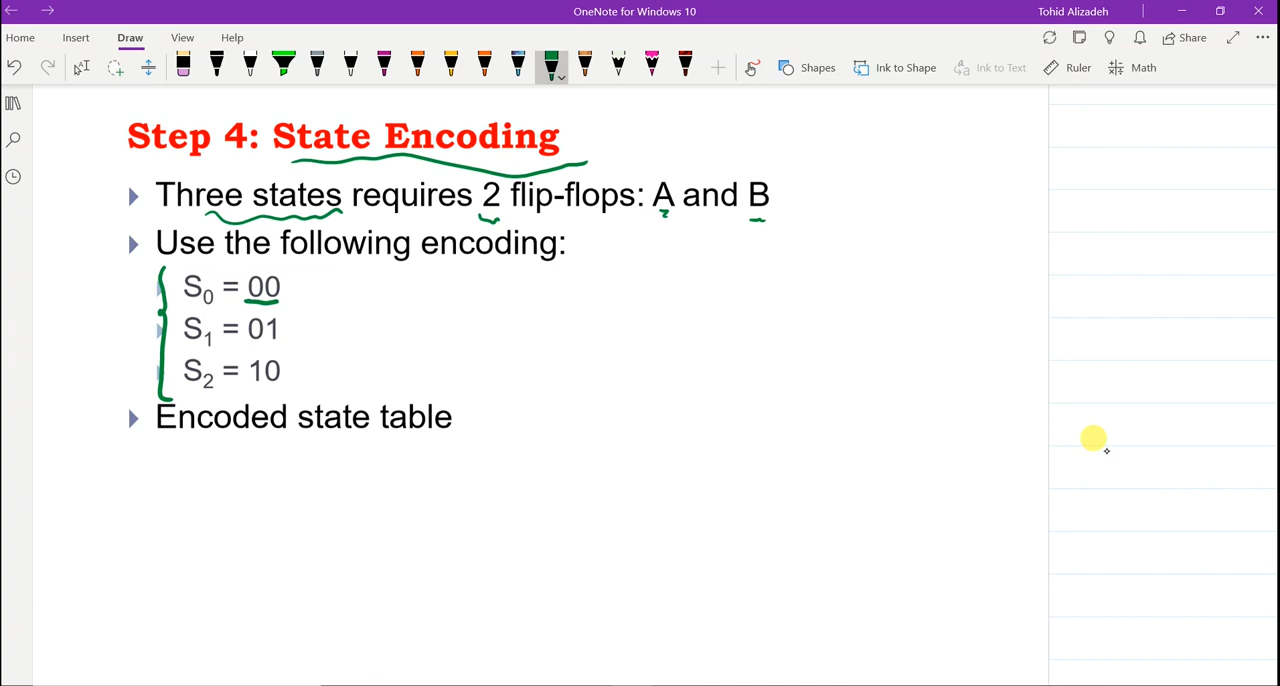 OneNote for Windows 10
Tohid Alizadeh
Home Insert Draw View Help
Share
Shapes Ink to Shape Ink to Text Ruler Math
Step 4: State Encoding
Three states requires 2 flip-flops: A and B
Use the following encoding:
S₀ = 00
S₁ = 01
S₂ = 10
Encoded state table